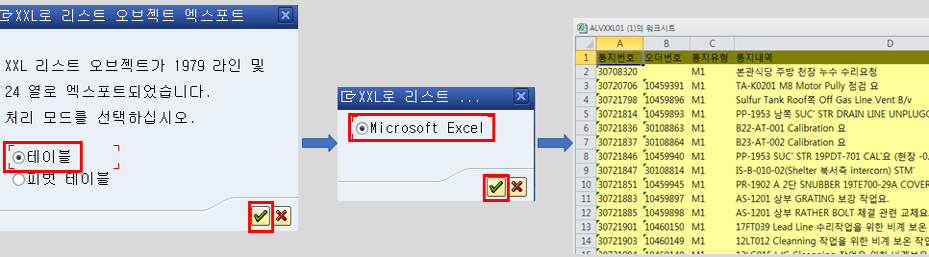 XXL로 리스트 오브젝트 엑스포트
XXL 리스트 오브젝트가 1979 라인 및
24 열로 엑스포트되었습니다.
처리 모드를 선택하십시오.
테이블
피벗 테이블
XXL로 리스트 ...
Microsoft Excel
ALVXXL01 (1)의 워크시트
A B C D
1 통지번호 오더번호 통지유형 통지내역
2 30708320 M1 본관식당 주방 천장 누수 수리요청
3 30720706 10459391 M1 TA-K0201 M8 Motor Pully 점검 요
4 30721798 10459896 M1 Sulfur Tank Roof쪽 Off Gas Line Vent B/v
5 30721814 10459893 M1 PP-1953 남쪽 SUC' STR DRAIN LINE UNPLUGG
6 30721836 30108863 M1 B22-AT-001 Calibration 요
7 30721837 30108864 M1 B23-AT-002 Calibration 요
8 30721846 10459940 M1 PP-1953 SUC' STR 19PDT-701 CAL'요 (현장 -0.
9 30721847 30108814 M1 IS-B-010-02(Shelter 북서측 intercom) STM'
10 30721851 10459945 M1 PR-1902 A 2단 SNUBBER 19TE700-29A COVER
11 30721883 10459897 M1 AS-1201 상부 GRATING 보강 작업요.
12 30721885 10459898 M1 AS-1201 상부 RATHER BOLT 체결 관련 교체요.
13 30721901 10460150 M1 17FT039 Lead Line 수리작업을 위한 비계 보온
14 30721903 10460149 M1 12LT012 Cleanning 작업을 위한 비계 보온 작업